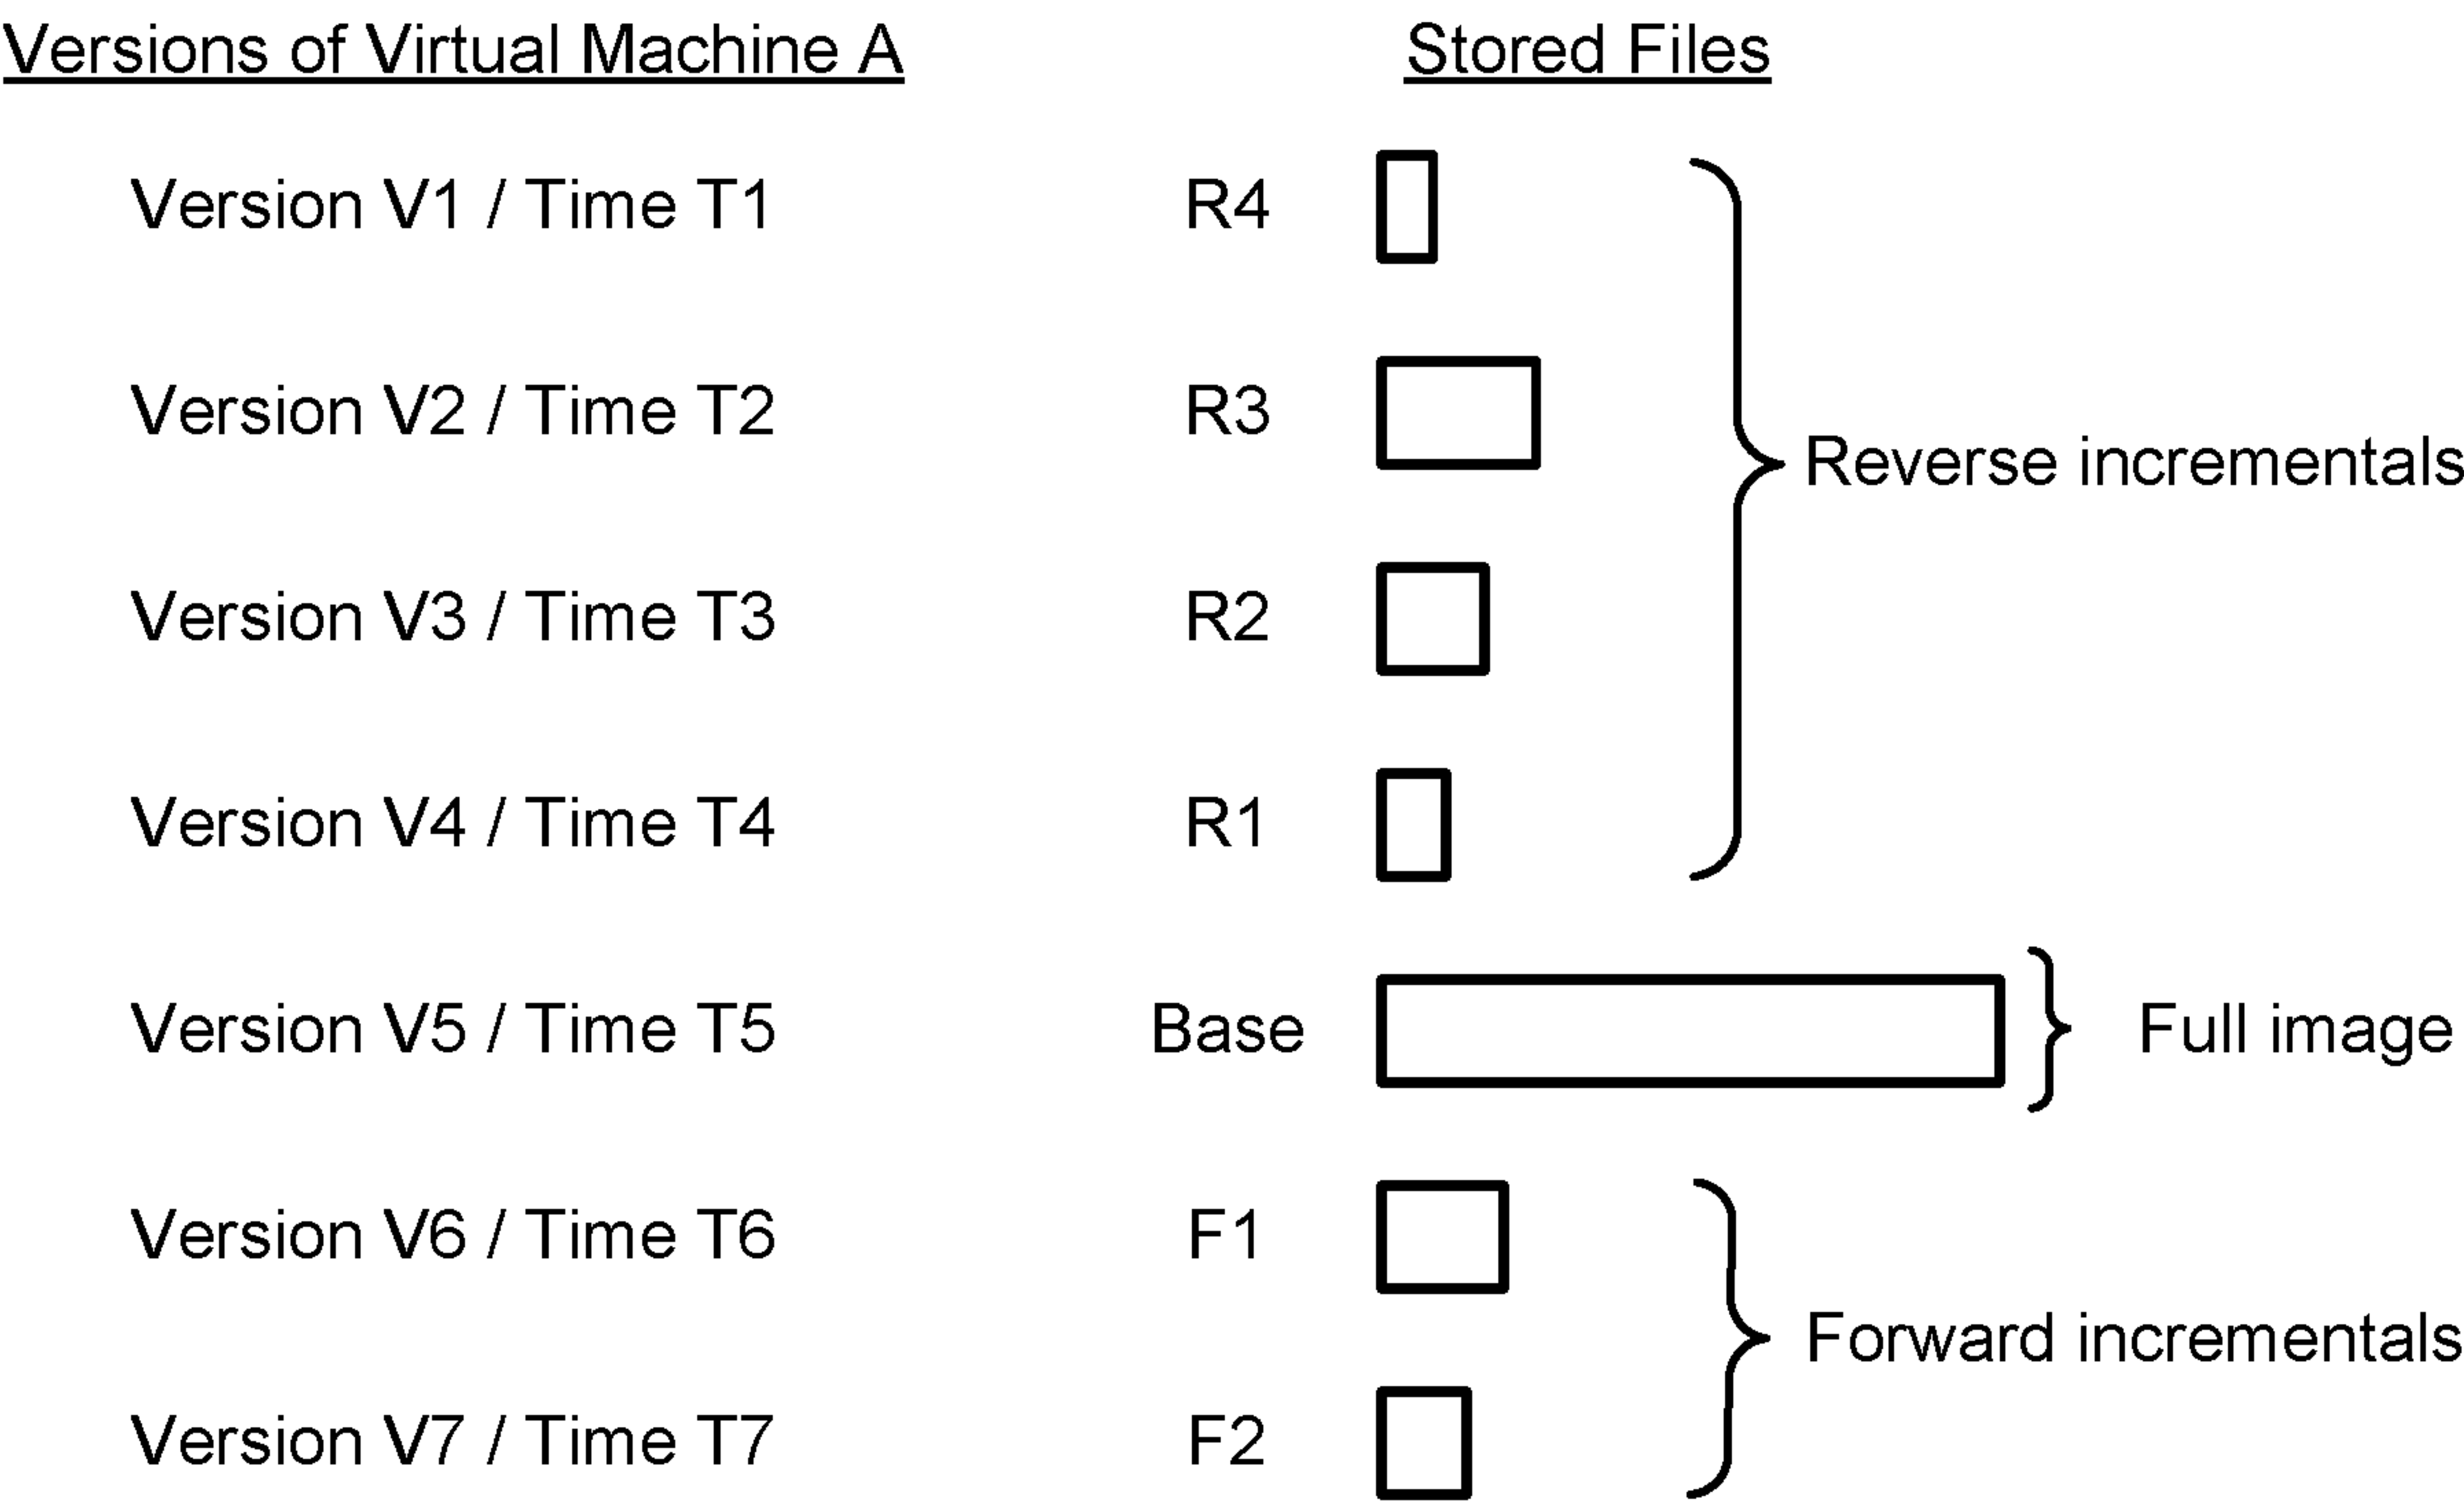 Versions of Virtual Machine A Stored Files
Version V1 / Time T1 R4
Version V2 / Time T2 R3
Reverse incrementals
Version V3 / Time T3 R2
Version V4 / Time T4 R1
Version V5 / Time T5 Base Full image
Version V6 / Time T6 F1
Forward incrementals
Version V7 / Time T7 F2